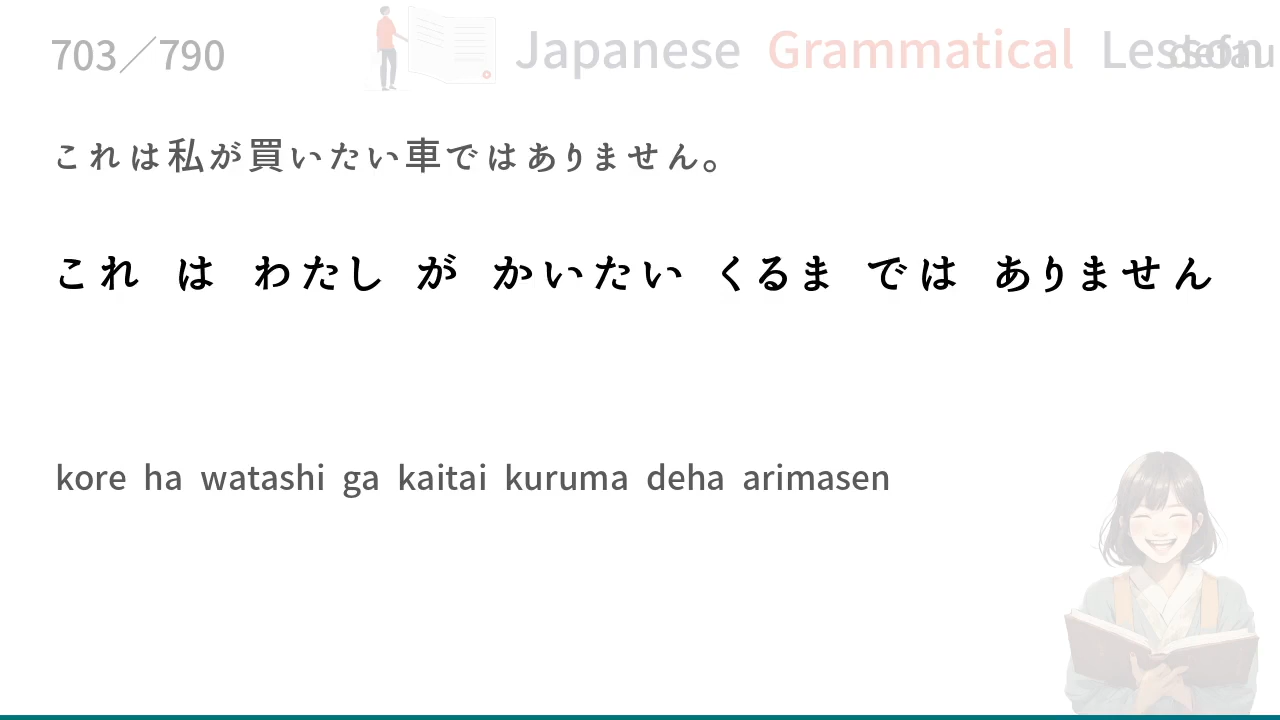 703／790
Japanese Grammatical Lesson
これは私が買いたい車ではありません。
これ は わたし が かいたい くるま では ありません
kore ha watashi ga kaitai kuruma deha arimasen